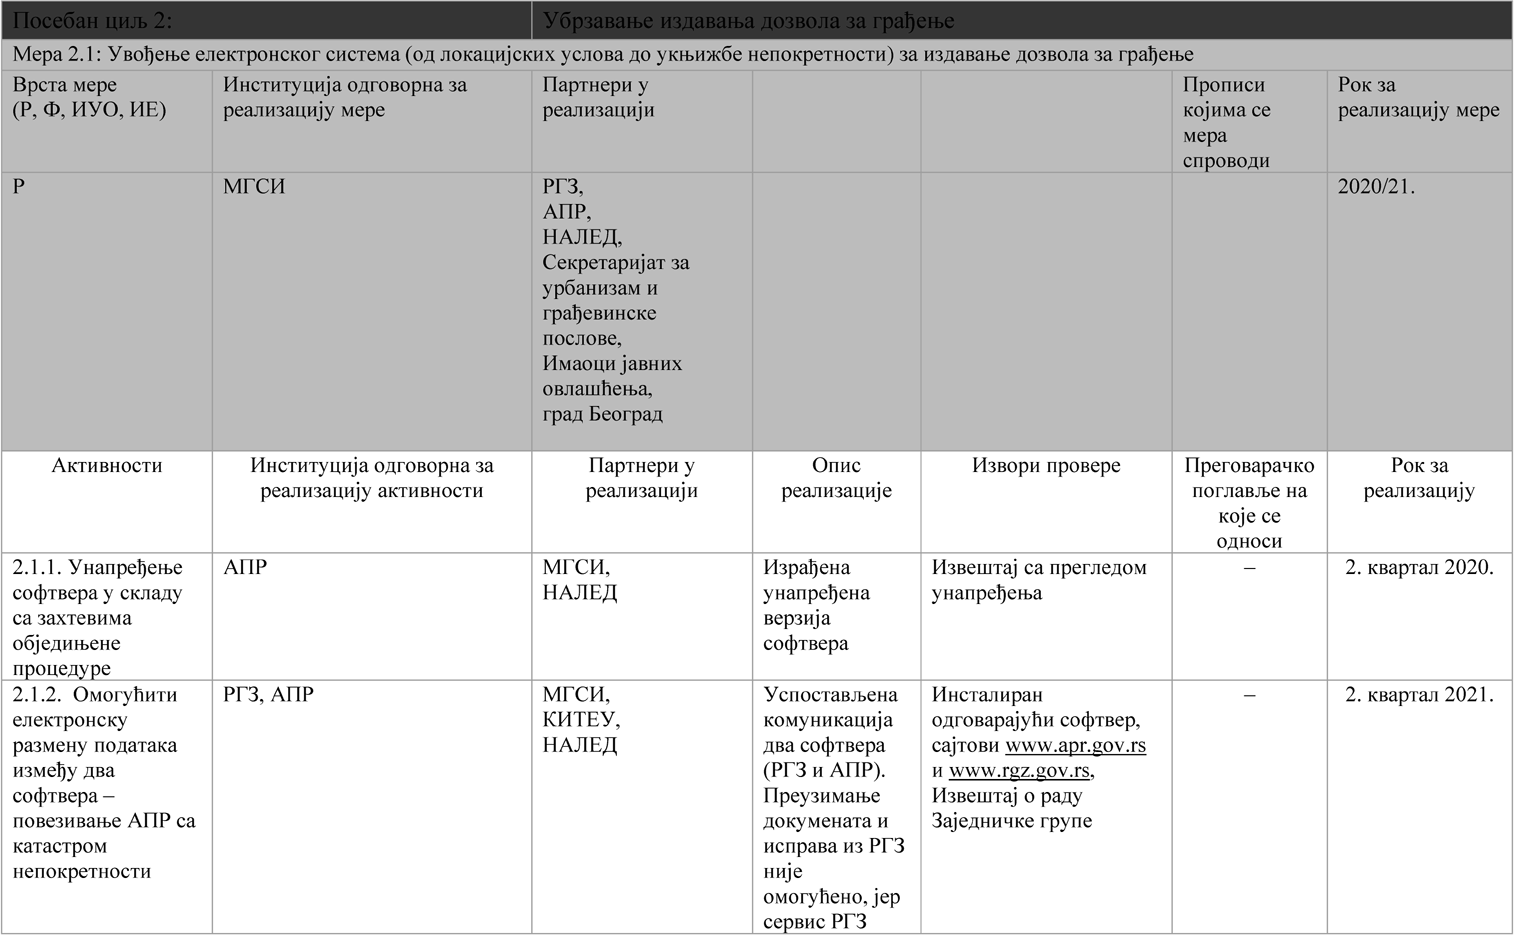 Посебан циљ 2:
Убрзавање издавања дозвола за грађење
Мера 2.1: Увођење електронског система (од локацијских услова до укњижбе непокретности) за издавање дозвола за грађење
Врста мере
(Р, Ф, ИУО, ИЕ)
Институција одговорна за
реализацију мере
Партнери у
реализацији
Прописи
којима се
мера
спроводи
Рок за
реализацију мере
Р
МГСИ
РГЗ,
АПР,
НАЛЕД,
Секретаријат за
урбанизам и
грађевинске
послове,
Имаоци јавних
овлашћења,
град Београд
2020/21.
Активности
Институција одговорна за
реализацију активности
Партнери у
реализацији
Опис
реализације
Извори провере
Преговарачко
поглавље на
које се
односи
Рок за
реализацију
2.1.1. Унапређење
софтвера у складу
са захтевима
обједињене
процедуре
АПР
МГСИ,
НАЛЕД
Израђена
унапређена
верзија
софтвера
Извештај са прегледом
унапређења
–
2. квартал 2020.
2.1.2.  Омогућити
електронску
размену података
између два
софтвера –
повезивање АПР са
катастром
непокретности
РГЗ, АПР
МГСИ,
КИТЕУ,
НАЛЕД
Успостављена
комуникација
два софтвера
(РГЗ и АПР).
Преузимање
докумената и
исправа из РГЗ
није
омогућено, јер
сервис РГЗ
Инсталиран
одговарајући софтвер,
сајтови www.apr.gov.rs
и www.rgz.gov.rs,
Извештај о раду
Заједничке групе
–
2. квартал 2021.